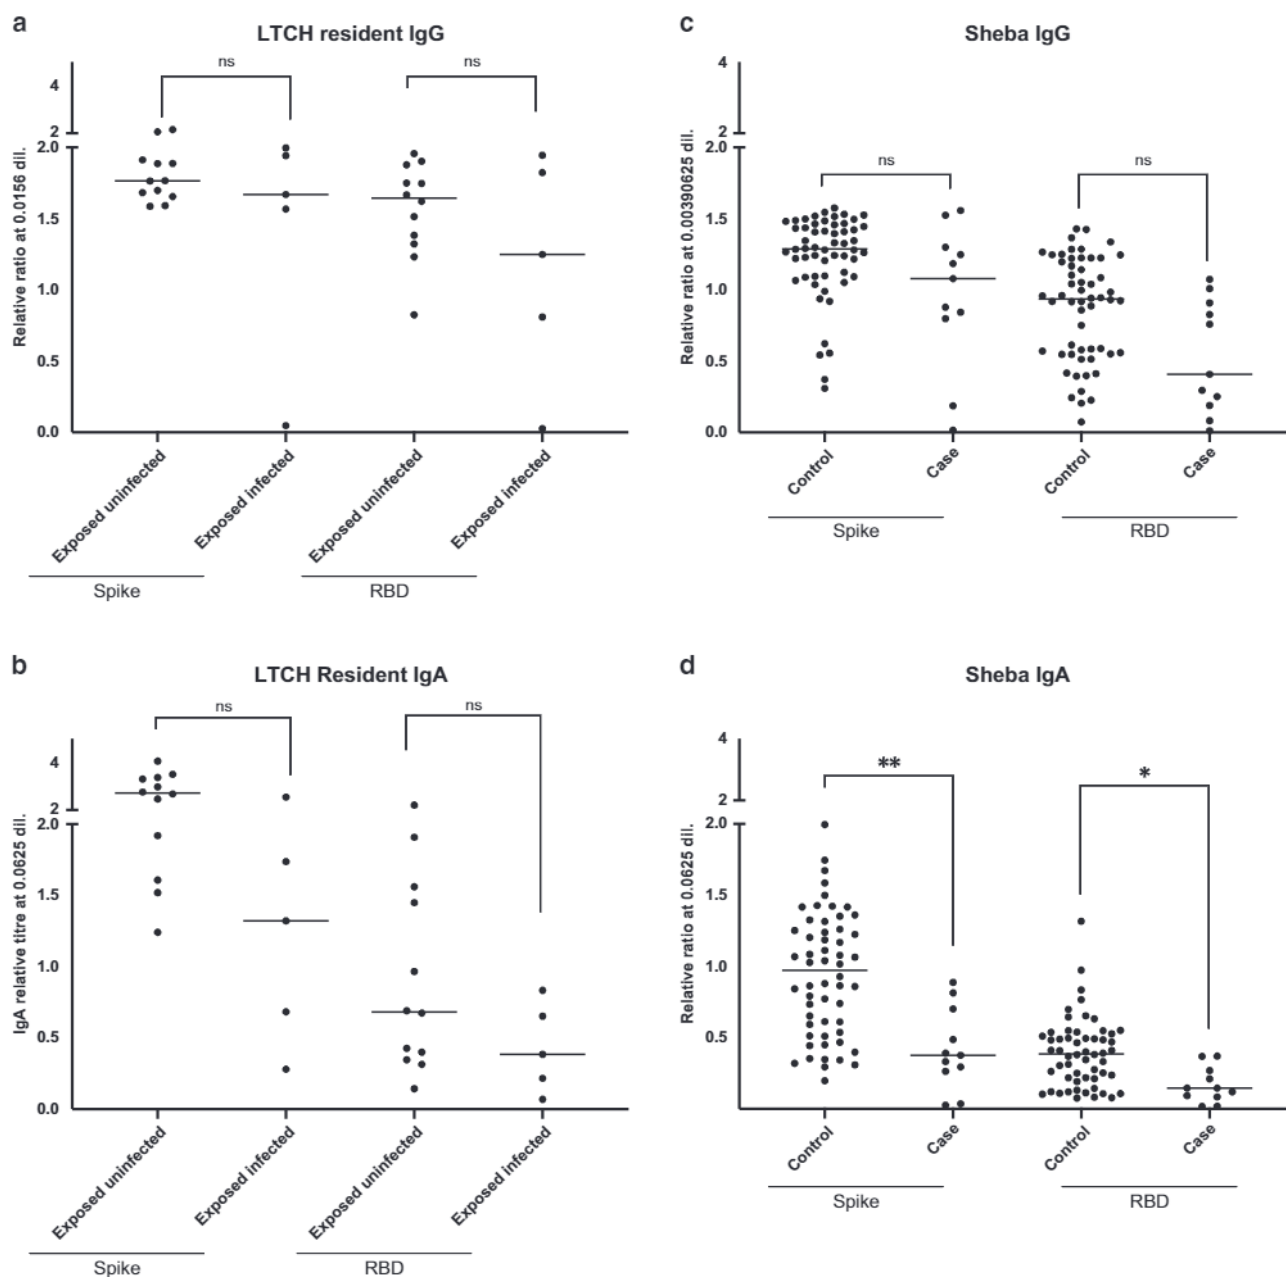 a
LTCH resident IgG
ns
ns
4
2
2.0
1.5
1.0
0.5
0.0
Relative ratio at 0.0156 dil.
Exposed uninfected
Exposed infected
Exposed uninfected
Exposed infected
Spike
RBD
c
Sheba IgG
4
2
2.0
1.5
1.0
0.5
0.0
ns
ns
Relative ratio at 0.00390625 dil.
Control
Case
Control
Case
Spike
RBD
b
LTCH Resident IgA
ns
ns
4
2
2.0
1.5
1.0
0.5
0.0
IgA relative titre at 0.0625 dil.
Exposed uninfected
Exposed infected
Exposed uninfected
Exposed infected
Spike
RBD
d
Sheba IgA
4
2
2.0
1.5
1.0
0.5
**
*
Relative ratio at 0.0625 dil.
Control
Case
Control
Case
Spike
RBD